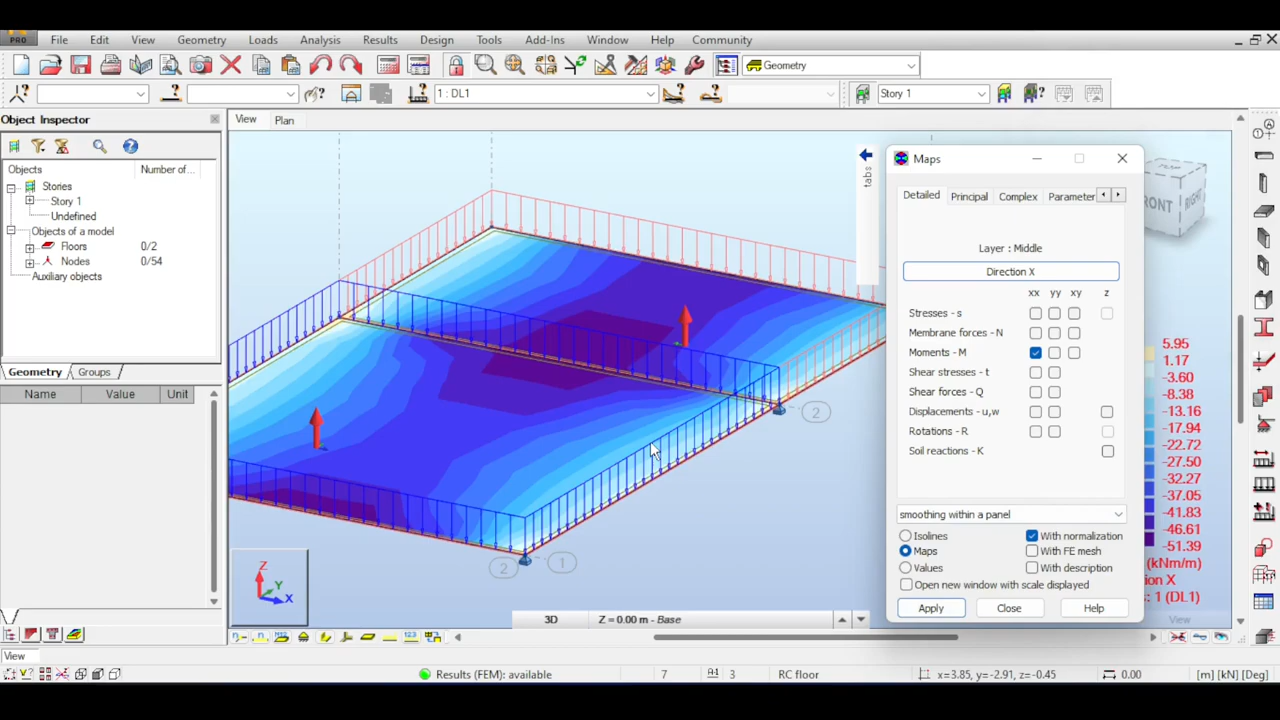 PRO File Edit View Geometry Loads Analysis Results Design Tools Add-Ins Window Help Community
Geometry
1 : DL1 Story 1
Object Inspector
View Plan
Objects Number of...
Stories
Story 1
Undefined
Objects of a model
Floors 0/2
Nodes 0/54
Auxiliary objects
Geometry Groups
Name Value Unit
2
2 1
Z
Y
X
tabs
Maps
Detailed Principal Complex Parameter
Layer : Middle
Direction X
xx yy xy z
Stresses - s
Membrane forces - N
Moments - M
Shear stresses - t
Shear forces - Q
Displacements - u,w
Rotations - R
Soil reactions - K
smoothing within a panel
Isolines With normalization
Maps With FE mesh
Values With description
Open new window with scale displayed
Apply Close Help
TOP
RONT RIGHT
5.95
1.17
-3.60
-8.38
-13.16
-17.94
-22.72
-27.50
-32.27
-37.05
-41.83
-46.61
-51.39
(kNm/m)
on X
: 1 (DL1)
View
3D Z = 0.00 m - Base
View
Results (FEM): available 7 3 RC floor x=3.85, y=-2.91, z=-0.45 0.00 [m] [kN] [Deg]